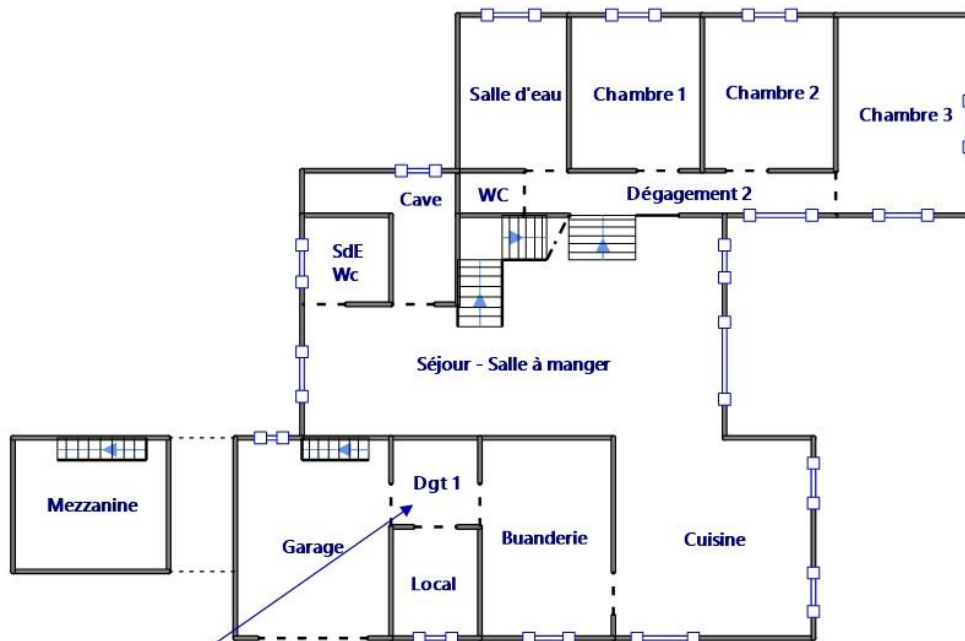 Salle d'eau
Chambre 1
Chambre 2
Chambre 3
Cave
WC
Dégagement 2
SdE
Wc
Séjour - Salle à manger
Mezzanine
Dgt 1
Garage
Buanderie
Cuisine
Local